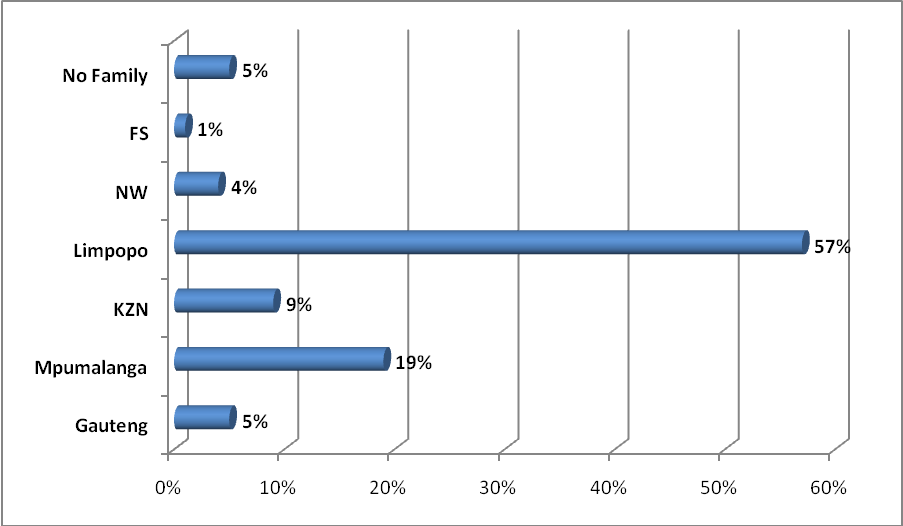 No Family 5%
FS 1%
NW 4%
Limpopo 57%
KZN 9%
Mpumalanga 19%
Gauteng 5%
0% 10% 20% 30% 40% 50% 60%